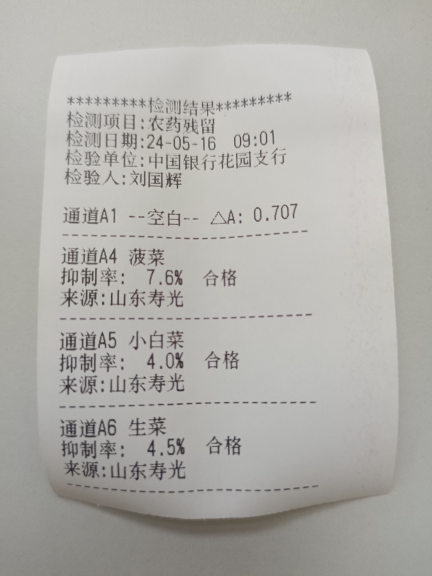 *********检测结果*********
检测项目:农药残留
检测日期:24-05-16 09:01
检验单位:中国银行花园支行
检验人:刘国辉
通道A1 --空白-- △A: 0.707
通道A4 菠菜
抑制率: 7.6% 合格
来源:山东寿光
通道A5 小白菜
抑制率: 4.0% 合格
来源:山东寿光
通道A6 生菜
抑制率: 4.5% 合格
来源:山东寿光